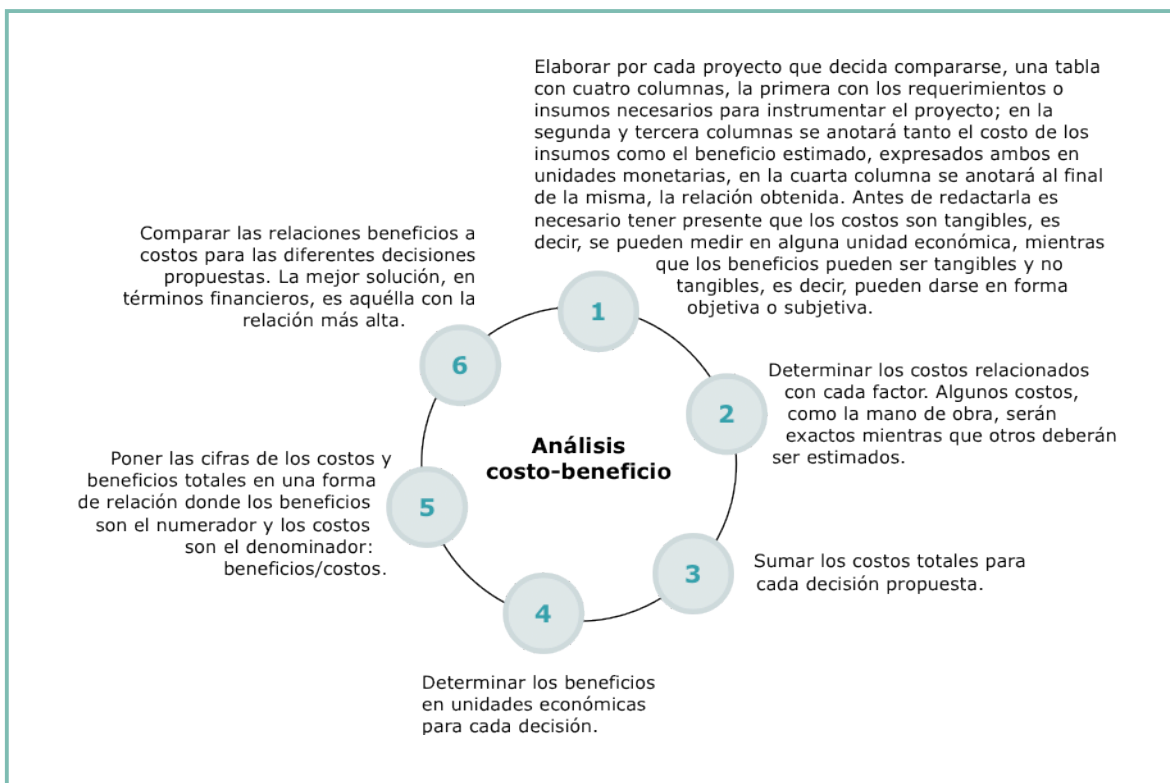 Elaborar por cada proyecto que decida compararse, una tabla
con cuatro columnas, la primera con los requerimientos o
insumos necesarios para instrumentar el proyecto; en la
segunda y tercera columnas se anotará tanto el costo de los
insumos como el beneficio estimado, expresados ambos en
unidades monetarias, en la cuarta columna se anotará al final
de la misma, la relación obtenida. Antes de redactarla es
necesario tener presente que los costos son tangibles, es
decir, se pueden medir en alguna unidad económica, mientras
que los beneficios pueden ser tangibles y no
tangibles, es decir, pueden darse en forma
objetiva o subjetiva.
1
Determinar los costos relacionados
con cada factor. Algunos costos,
como la mano de obra, serán
exactos mientras que otros deberán
ser estimados.
2
Sumar los costos totales para
cada decisión propuesta.
3
Determinar los beneficios
en unidades económicas
para cada decisión.
4
Poner las cifras de los costos y
beneficios totales en una forma
de relación donde los beneficios
son el numerador y los costos
son el denominador:
beneficios/costos.
5
Comparar las relaciones beneficios a
costos para las diferentes decisiones
propuestas. La mejor solución, en
términos financieros, es aquélla con la
relación más alta.
6
Análisis
costo-beneficio